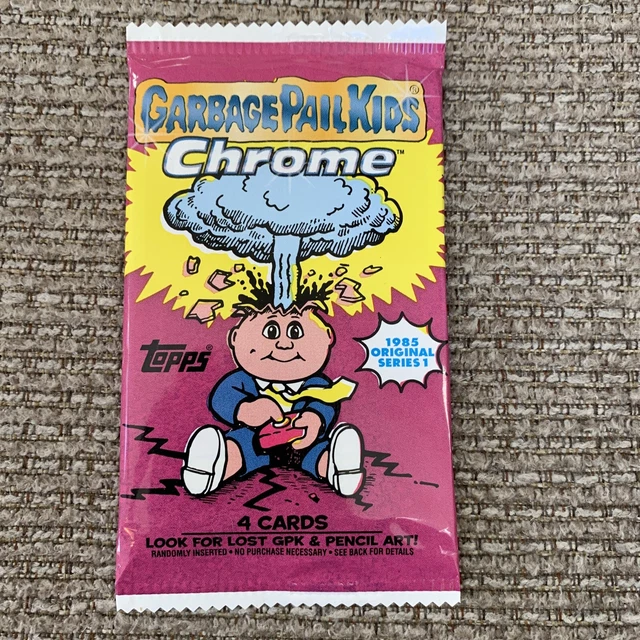 GARBAGE PAIL KIDS®
Chrome™
topps®
1985
ORIGINAL
SERIES 1
4 CARDS
LOOK FOR LOST GPK & PENCIL ART!
RANDOMLY INSERTED • NO PURCHASE NECESSARY • SEE BACK FOR DETAILS